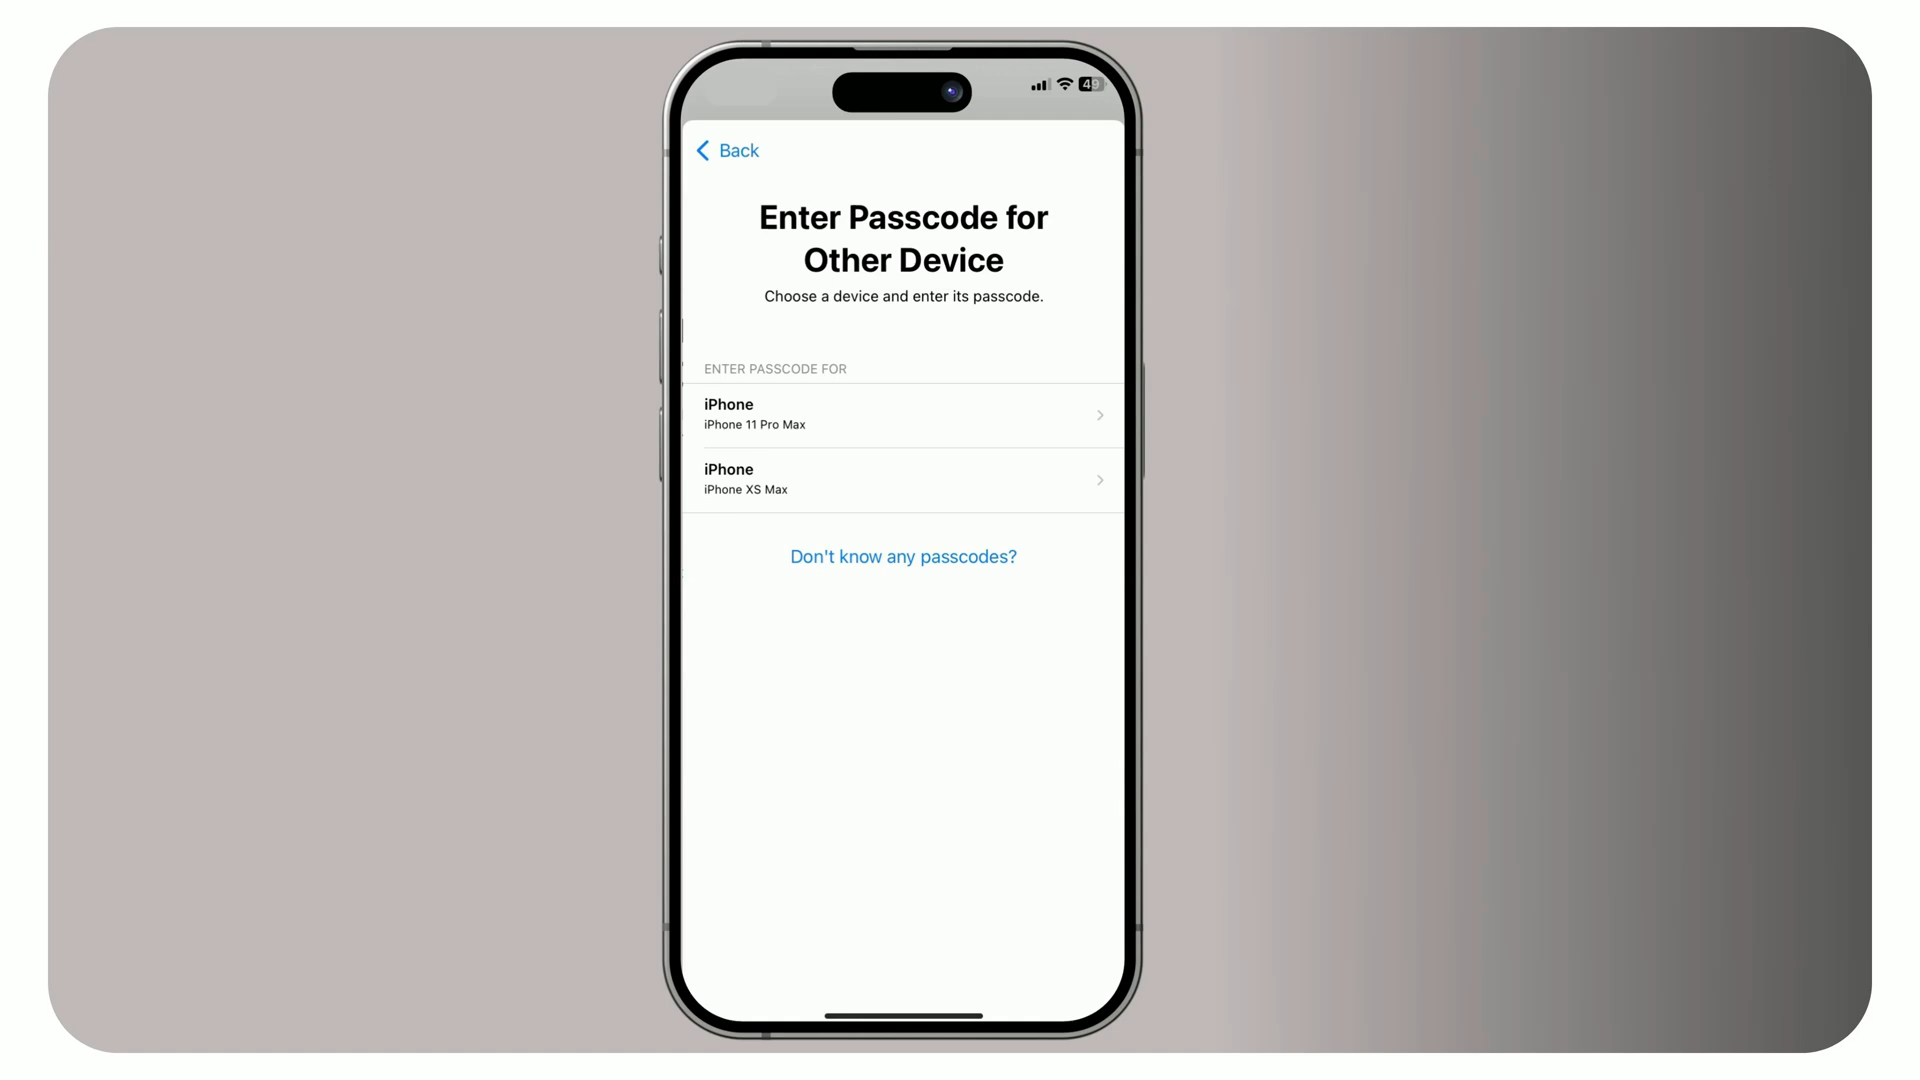 49
Back
Enter Passcode for
Other Device
Choose a device and enter its passcode.
ENTER PASSCODE FOR
iPhone
iPhone 11 Pro Max
iPhone
iPhone XS Max
Don't know any passcodes?